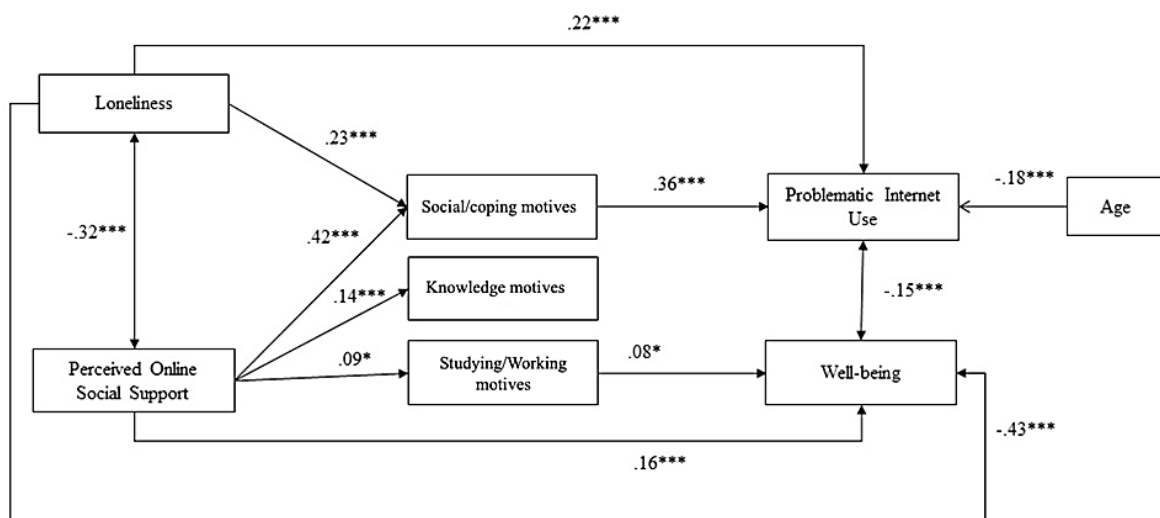 .22***
Loneliness
.23***
.36***
Problematic Internet
Use
-.18***
Age
Social/coping motives
-.32***
.42***
Knowledge motives
.14***
-.15***
Perceived Online
Social Support
.09*
Studying/Working
motives
.08*
Well-being
-.43***
.16***